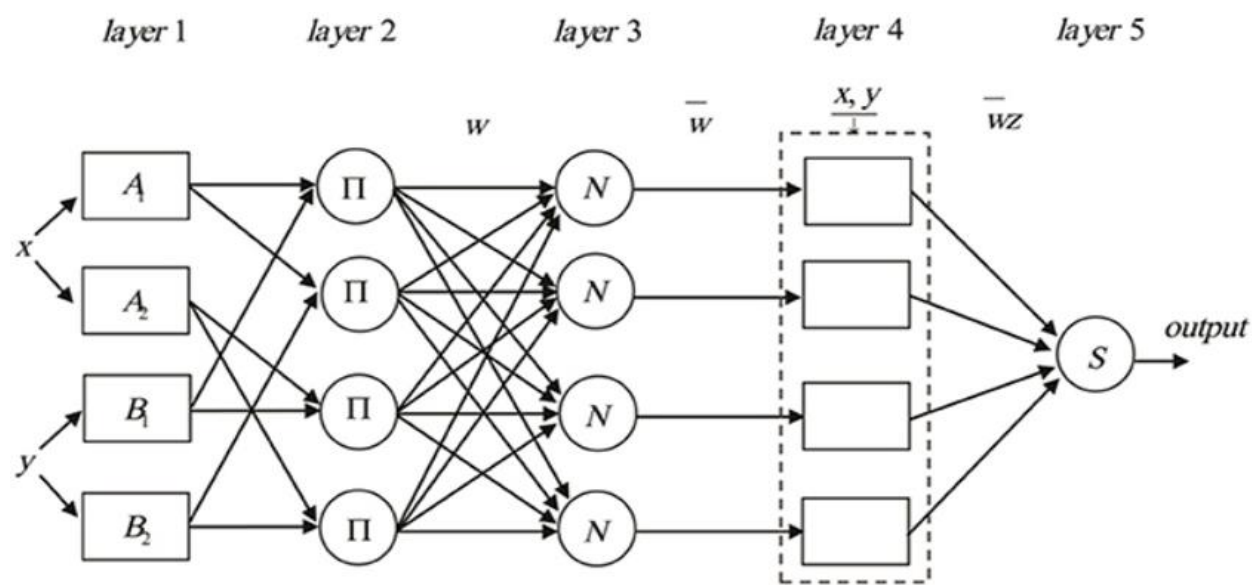 layer 1 layer 2 layer 3 layer 4 layer 5
w w̅ x, y w̅z
A₁ Π N
x
A₂ Π N
output
S
B₁ Π N
y
B₂ Π N